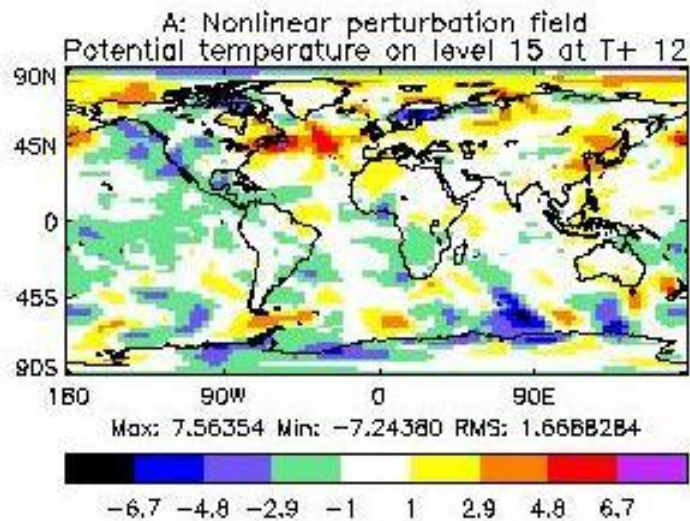 A: Nonlinear perturbation field
Potential temperature on level 15 at T+ 12
90N
45N
0
45S
90S
180 90W 0 90E
Max: 7.56354 Min: -7.24380 RMS: 1.6688284
-6.7 -4.8 -2.9 -1 1 2.9 4.8 6.7